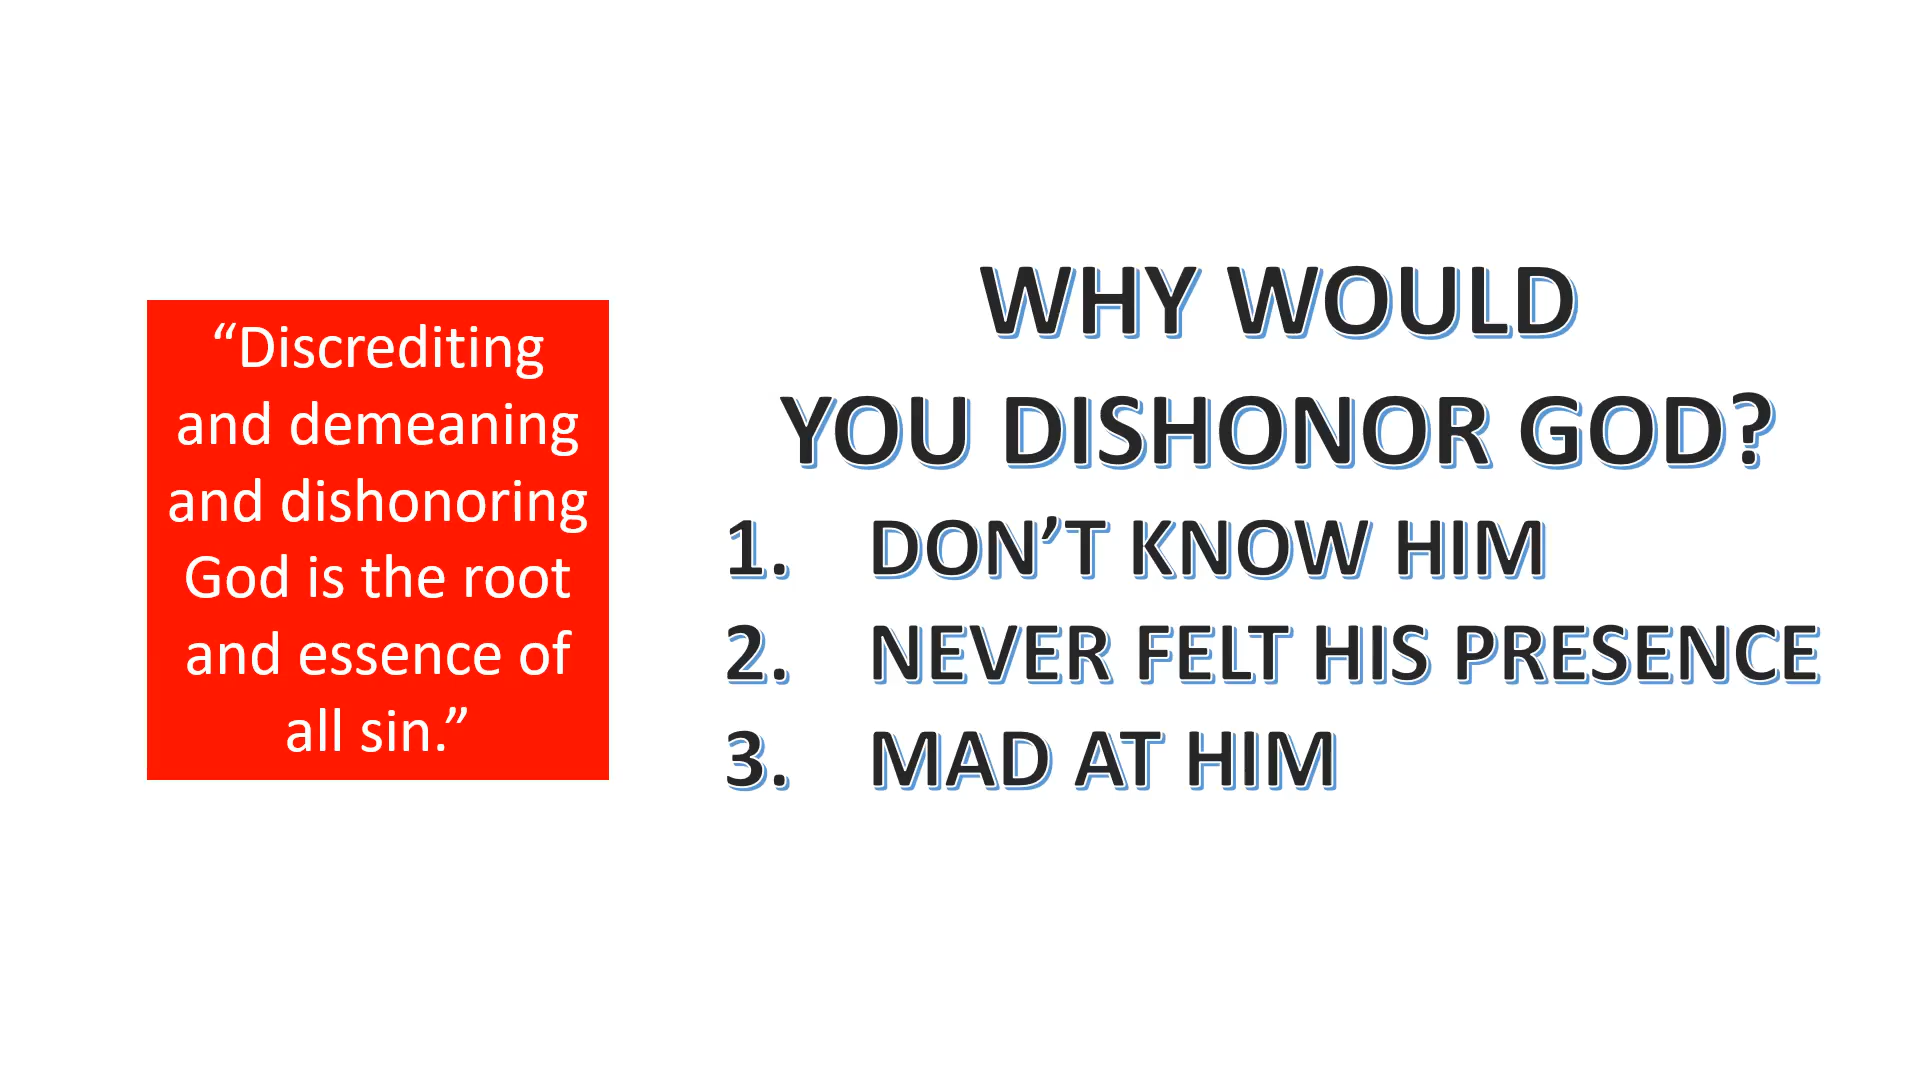 “Discrediting
and demeaning
and dishonoring
God is the root
and essence of
all sin.”
WHY WOULD
YOU DISHONOR GOD?
1. DON’T KNOW HIM
2. NEVER FELT HIS PRESENCE
3. MAD AT HIM